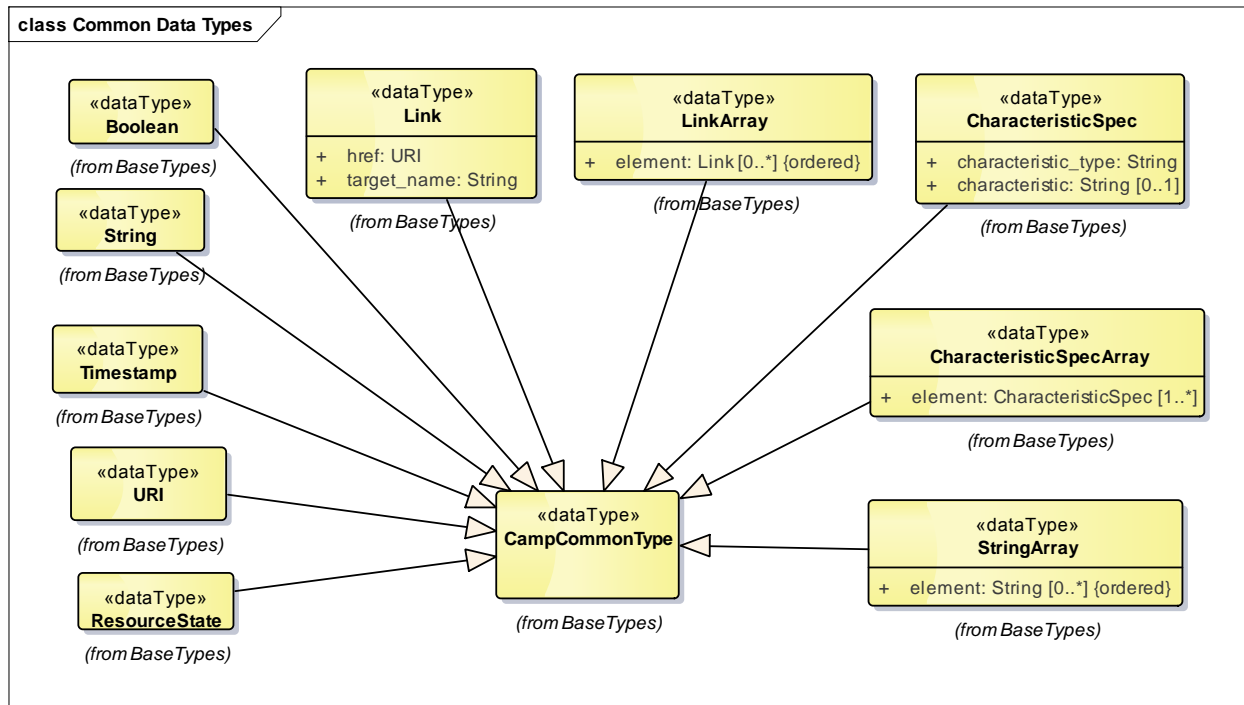 class Common Data Types
«dataType»
Boolean
(from BaseTypes)
«dataType»
String
(from BaseTypes)
«dataType»
Timestamp
(from BaseTypes)
«dataType»
URI
(from BaseTypes)
«dataType»
ResourceState
(from BaseTypes)
«dataType»
Link
+ href: URI
+ target_name: String
(from BaseTypes)
«dataType»
LinkArray
+ element: Link [0..*] {ordered}
(from BaseTypes)
«dataType»
CharacteristicSpec
+ characteristic_type: String
+ characteristic: String [0..1]
(from BaseTypes)
«dataType»
CharacteristicSpecArray
+ element: CharacteristicSpec [1..*]
(from BaseTypes)
«dataType»
CampCommonType
(from BaseTypes)
«dataType»
StringArray
+ element: String [0..*] {ordered}
(from BaseTypes)